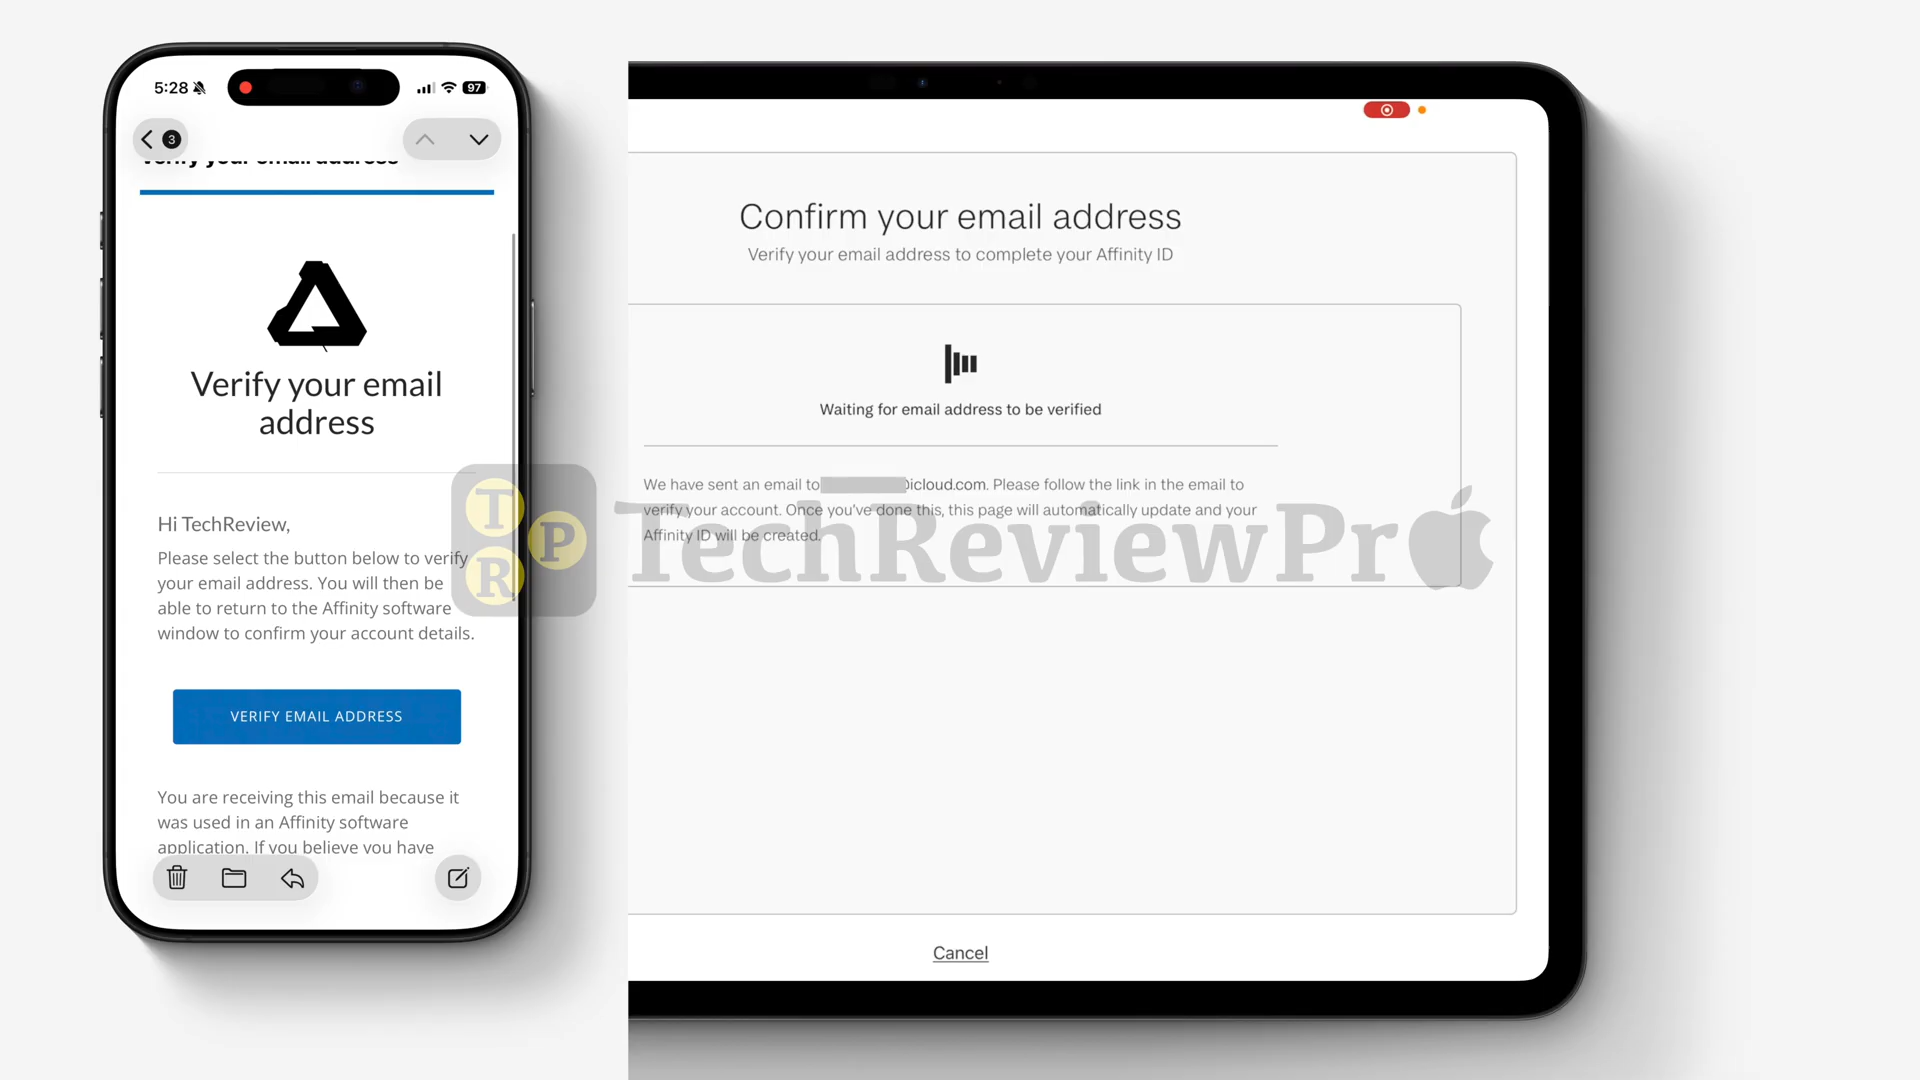 5:28
97
3
Verify your email address
Verify your email
address
Hi TechReview,
Please select the button below to verify
your email address. You will then be
able to return to the Affinity software
window to confirm your account details.
VERIFY EMAIL ADDRESS
You are receiving this email because it
was used in an Affinity software
application. If you believe you have
Confirm your email address
Verify your email address to complete your Affinity ID
Waiting for email address to be verified
We have sent an email to icloud.com. Please follow the link in the email to
verify your account. Once you've done this, this page will automatically update and your
Affinity ID will be created.
Cancel
T
P
R
TechReviewPro